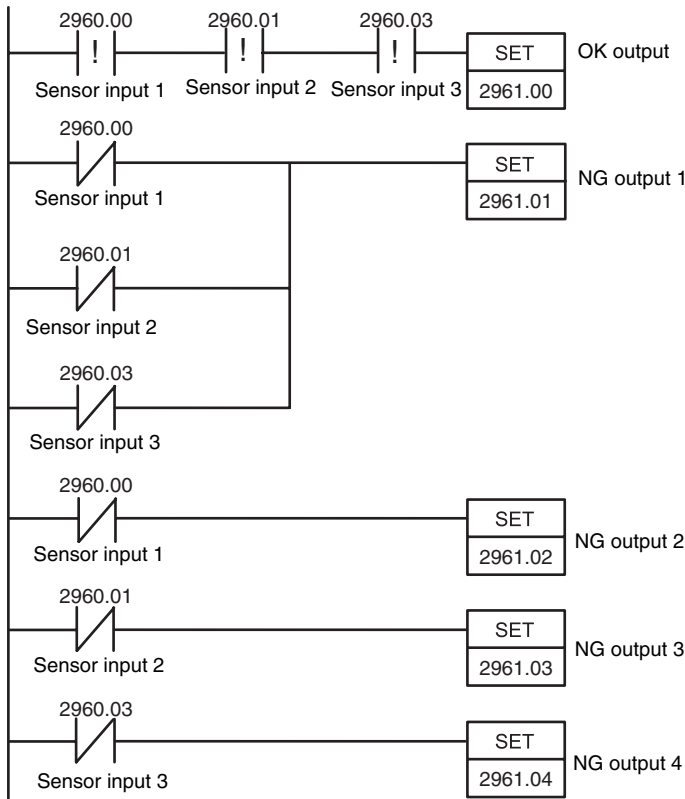 2960.00 2960.01 2960.03
! ! ! SET OK output
Sensor input 1 Sensor input 2 Sensor input 3 2961.00
2960.00
SET NG output 1
Sensor input 1 2961.01
2960.01
Sensor input 2
2960.03
Sensor input 3
2960.00
SET NG output 2
Sensor input 1 2961.02
2960.01
SET NG output 3
Sensor input 2 2961.03
2960.03
SET NG output 4
Sensor input 3 2961.04